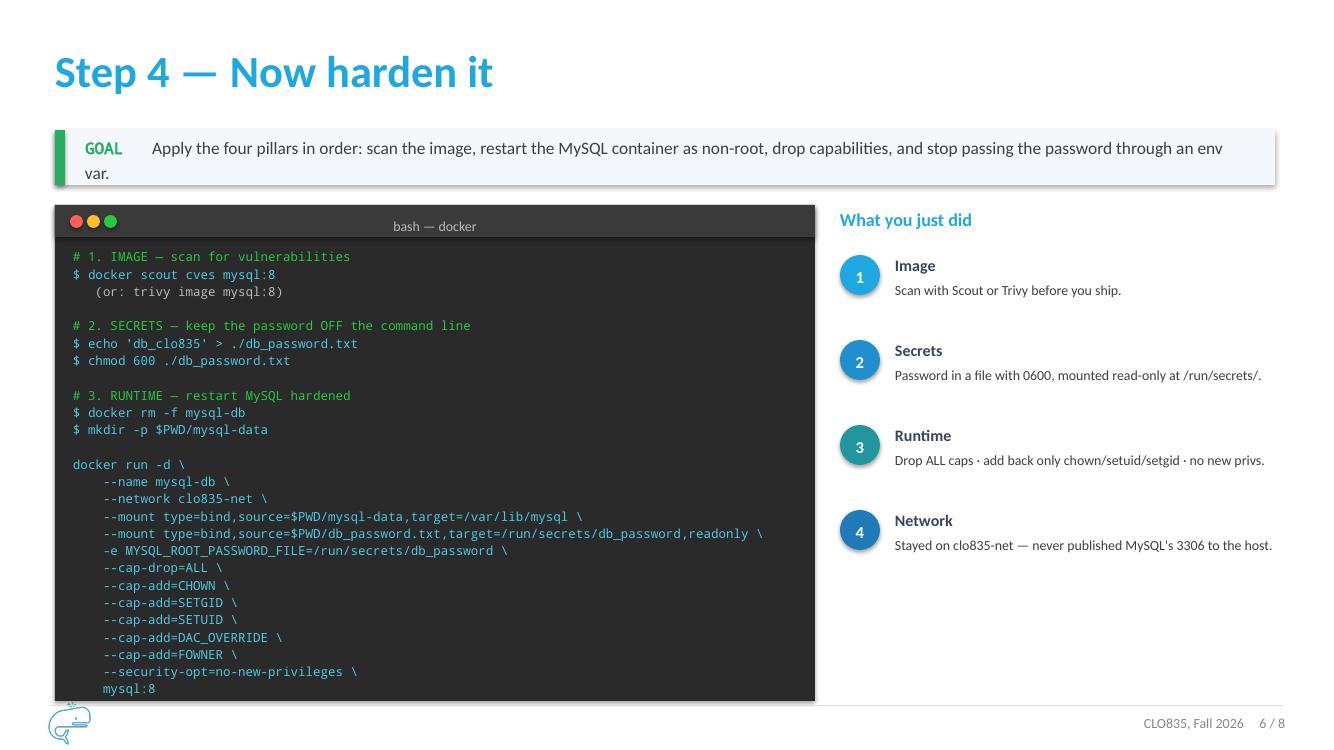 Step 4 — Now harden it
GOAL Apply the four pillars in order: scan the image, restart the MySQL container as non-root, drop capabilities, and stop passing the password through an env
var.
bash — docker
# 1. IMAGE — scan for vulnerabilities
$ docker scout cves mysql:8
(or: trivy image mysql:8)
# 2. SECRETS — keep the password OFF the command line
$ echo 'db_clo835' > ./db_password.txt
$ chmod 600 ./db_password.txt
# 3. RUNTIME — restart MySQL hardened
$ docker rm -f mysql-db
$ mkdir -p $PWD/mysql-data
docker run -d \
--name mysql-db \
--network clo835-net \
--mount type=bind,source=$PWD/mysql-data,target=/var/lib/mysql \
--mount type=bind,source=$PWD/db_password.txt,target=/run/secrets/db_password,readonly \
-e MYSQL_ROOT_PASSWORD_FILE=/run/secrets/db_password \
--cap-drop=ALL \
--cap-add=CHOWN \
--cap-add=SETGID \
--cap-add=SETUID \
--cap-add=DAC_OVERRIDE \
--cap-add=FOWNER \
--security-opt=no-new-privileges \
mysql:8
What you just did
1
Image
Scan with Scout or Trivy before you ship.
2
Secrets
Password in a file with 0600, mounted read-only at /run/secrets/.
3
Runtime
Drop ALL caps · add back only chown/setuid/setgid · no new privs.
4
Network
Stayed on clo835-net — never published MySQL's 3306 to the host.
CLO835, Fall 2026 6 / 8